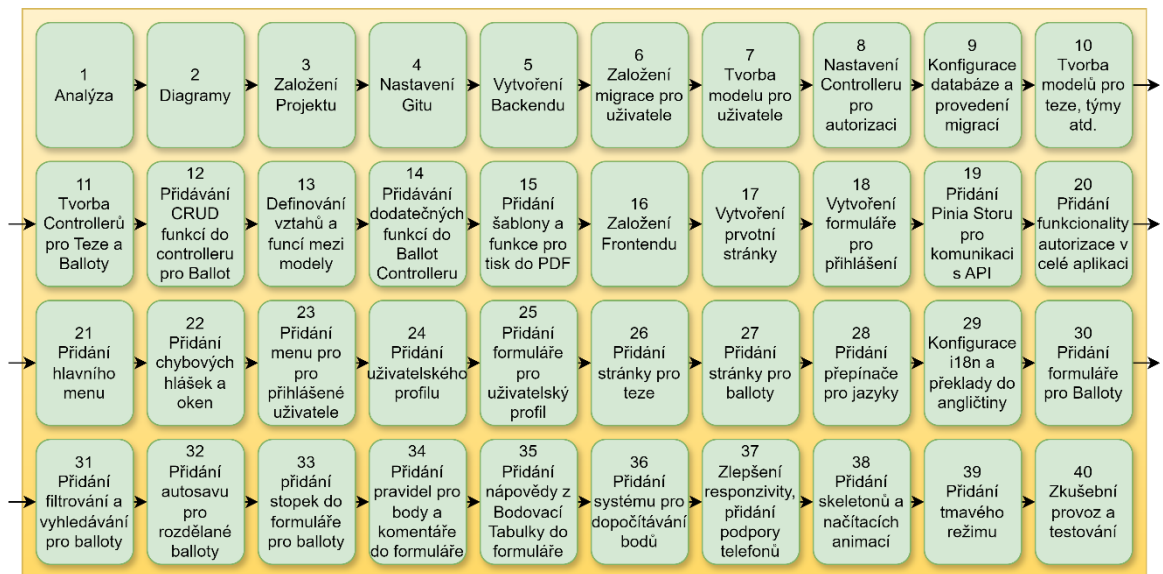 1
Analýza
2
Diagramy
3
Založení
Projektu
4
Nastavení
Gitu
5
Vytvoření
Backendu
6
Založení
migrace pro
uživatele
7
Tvorba
modelu pro
uživatele
8
Nastavení
Controlleru
pro
autorizaci
9
Konfigurace
databáze a
provedení
migrací
10
Tvorba
modelů pro
teze, týmy
atd.
11
Tvorba
Controllerů
pro Teze a
Balloty
12
Přidávání
CRUD
funkcí do
controlleru
pro Ballot
13
Definování
vztahů a
funcí mezi
modely
14
Přidávání
dodatečných
funkcí do
Ballot
Controlleru
15
Přidání
šablony a
funkce pro
tisk do PDF
16
Založení
Frontendu
17
Vytvoření
prvotní
stránky
18
Vytvoření
formuláře
pro
přihlášení
19
Přidání
Pinia Storu
pro
komunikaci
s API
20
Přidání
funkcionality
autorizace v
celé aplikaci
21
Přidání
hlavního
menu
22
Přidání
chybových
hlášek a
oken
23
Přidání
menu pro
pro
přihlášené
uživatele
24
Přidání
uživatelského
profilu
25
Přidání
formuláře
pro
uživatelský
profil
26
Přidání
stránky pro
teze
27
Přidání
stránky pro
balloty
28
Přidání
přepínače
pro jazyky
29
Konfigurace
i18n a
překlady do
angličtiny
30
Přidání
formuláře
pro Balloty
31
Přidání
filtrování a
vyhledávání
pro balloty
32
Přidání
autosavu
pro
rozdělané
balloty
33
přidání
stopek do
formuláře
pro balloty
34
Přidání
pravidel pro
body a
komentáře
do formuláře
35
Přidání
nápovědy z
Bodovací
Tabulky do
formuláře
36
Přidání
systému pro
dopočítávání
bodů
37
Zlepšení
responzivity,
přidání
podpory
telefonů
38
Přidání
skeletonů a
načítacích
animací
39
Přidání
tmavého
režimu
40
Zkušební
provoz a
testování